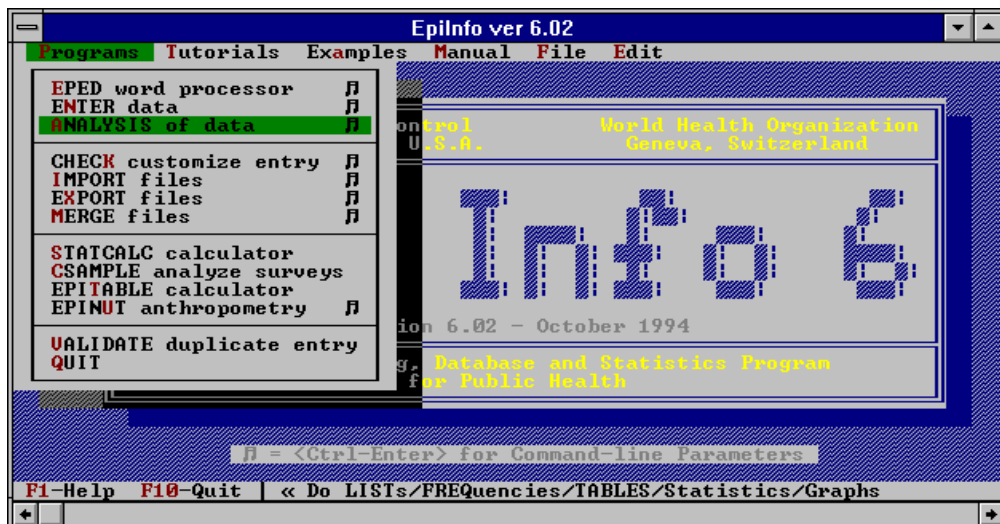 EpiInfo ver 6.02
Programs Tutorials Examples Manual File Edit
EPED word processor ♬
ENTER data ♬
ANALYSIS of data ♬
CHECK customize entry ♬
IMPORT files ♬
EXPORT files ♬
MERGE files ♬
STATCALC calculator
CSAMPLE analyze surveys
EPITABLE calculator
EPINUT anthropometry ♬
VALIDATE duplicate entry
QUIT
ontrol World Health Organization
U.S.A. Geneva, Switzerland
Info 6
ion 6.02 - October 1994
g, Database and Statistics Program
for Public Health
♬ = <Ctrl-Enter> for Command-line Parameters
F1-Help F10-Quit | « Do LISTs/FREQuencies/TABLES/Statistics/Graphs